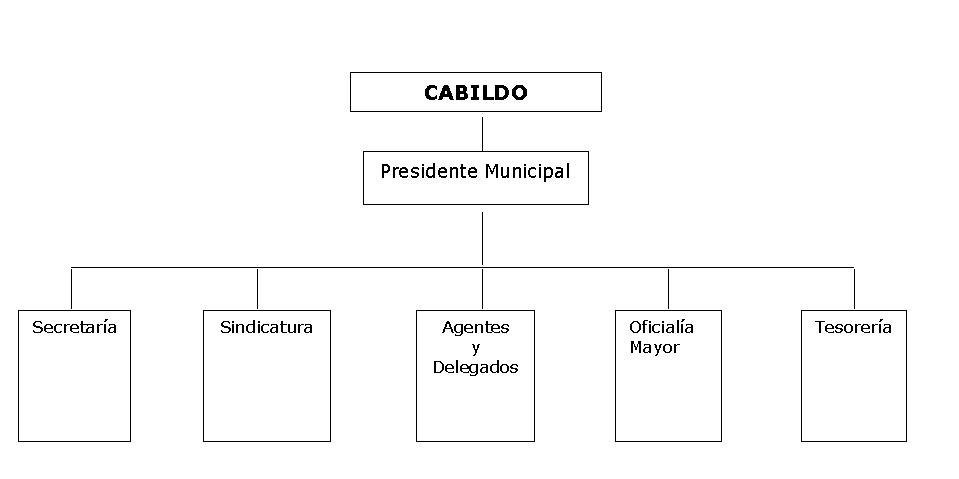 CABILDO
Presidente Municipal
Secretaría
Sindicatura
Agentes
y
Delegados
Oficialía
Mayor
Tesorería